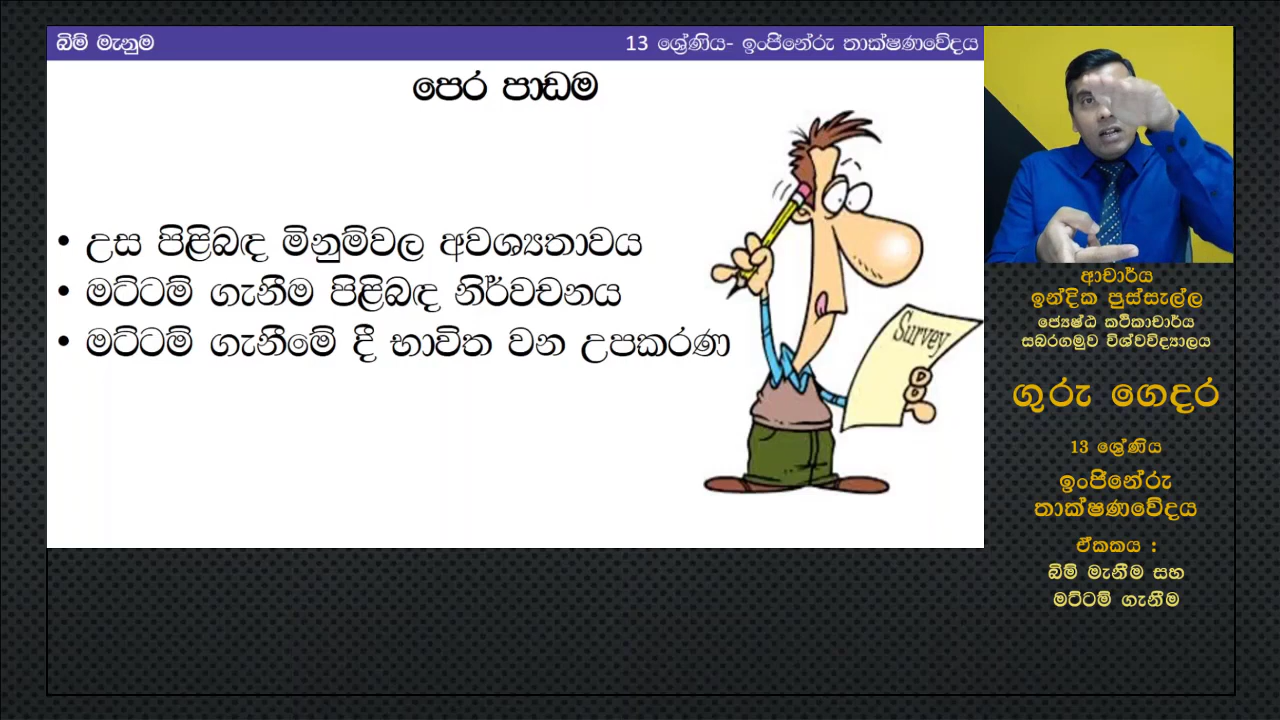 බිම් මැනුම
13 ශ්‍රේණිය- ඉංජිනේරු තාක්ෂණවේදය
පෙර පාඩම
• උස පිළිබඳ මිනුම්වල අවශ්‍යතාවය
• මට්ටම් ගැනීම පිළිබඳ නිර්වචනය
• මට්ටම් ගැනීමේ දී භාවිත වන උපකරණ
Survey
ආචාර්ය
ඉන්දික පුස්සැල්ල
ජ්‍යෙෂ්ඨ කථිකාචාර්ය
සබරගමුව විශ්වවිද්‍යාලය
ගුරු ගෙදර
13 ශ්‍රේණිය
ඉංජිනේරු
තාක්ෂණවේදය
ඒකකය :
බිම් මැනීම සහ
මට්ටම් ගැනීම